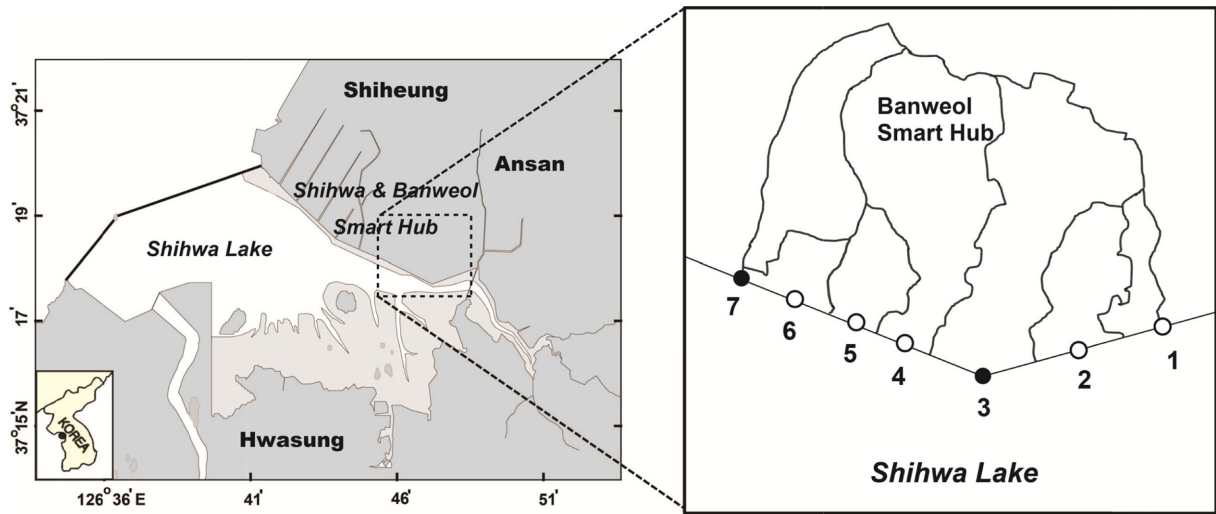 37°21'
19'
17'
37°15'N
126°36'E
41'
46'
51'
Shiheung
Ansan
Shihwa & Banweol
Smart Hub
Shihwa Lake
Hwasung
KOREA
Banweol
Smart Hub
7
6
5
4
3
2
1
Shihwa Lake